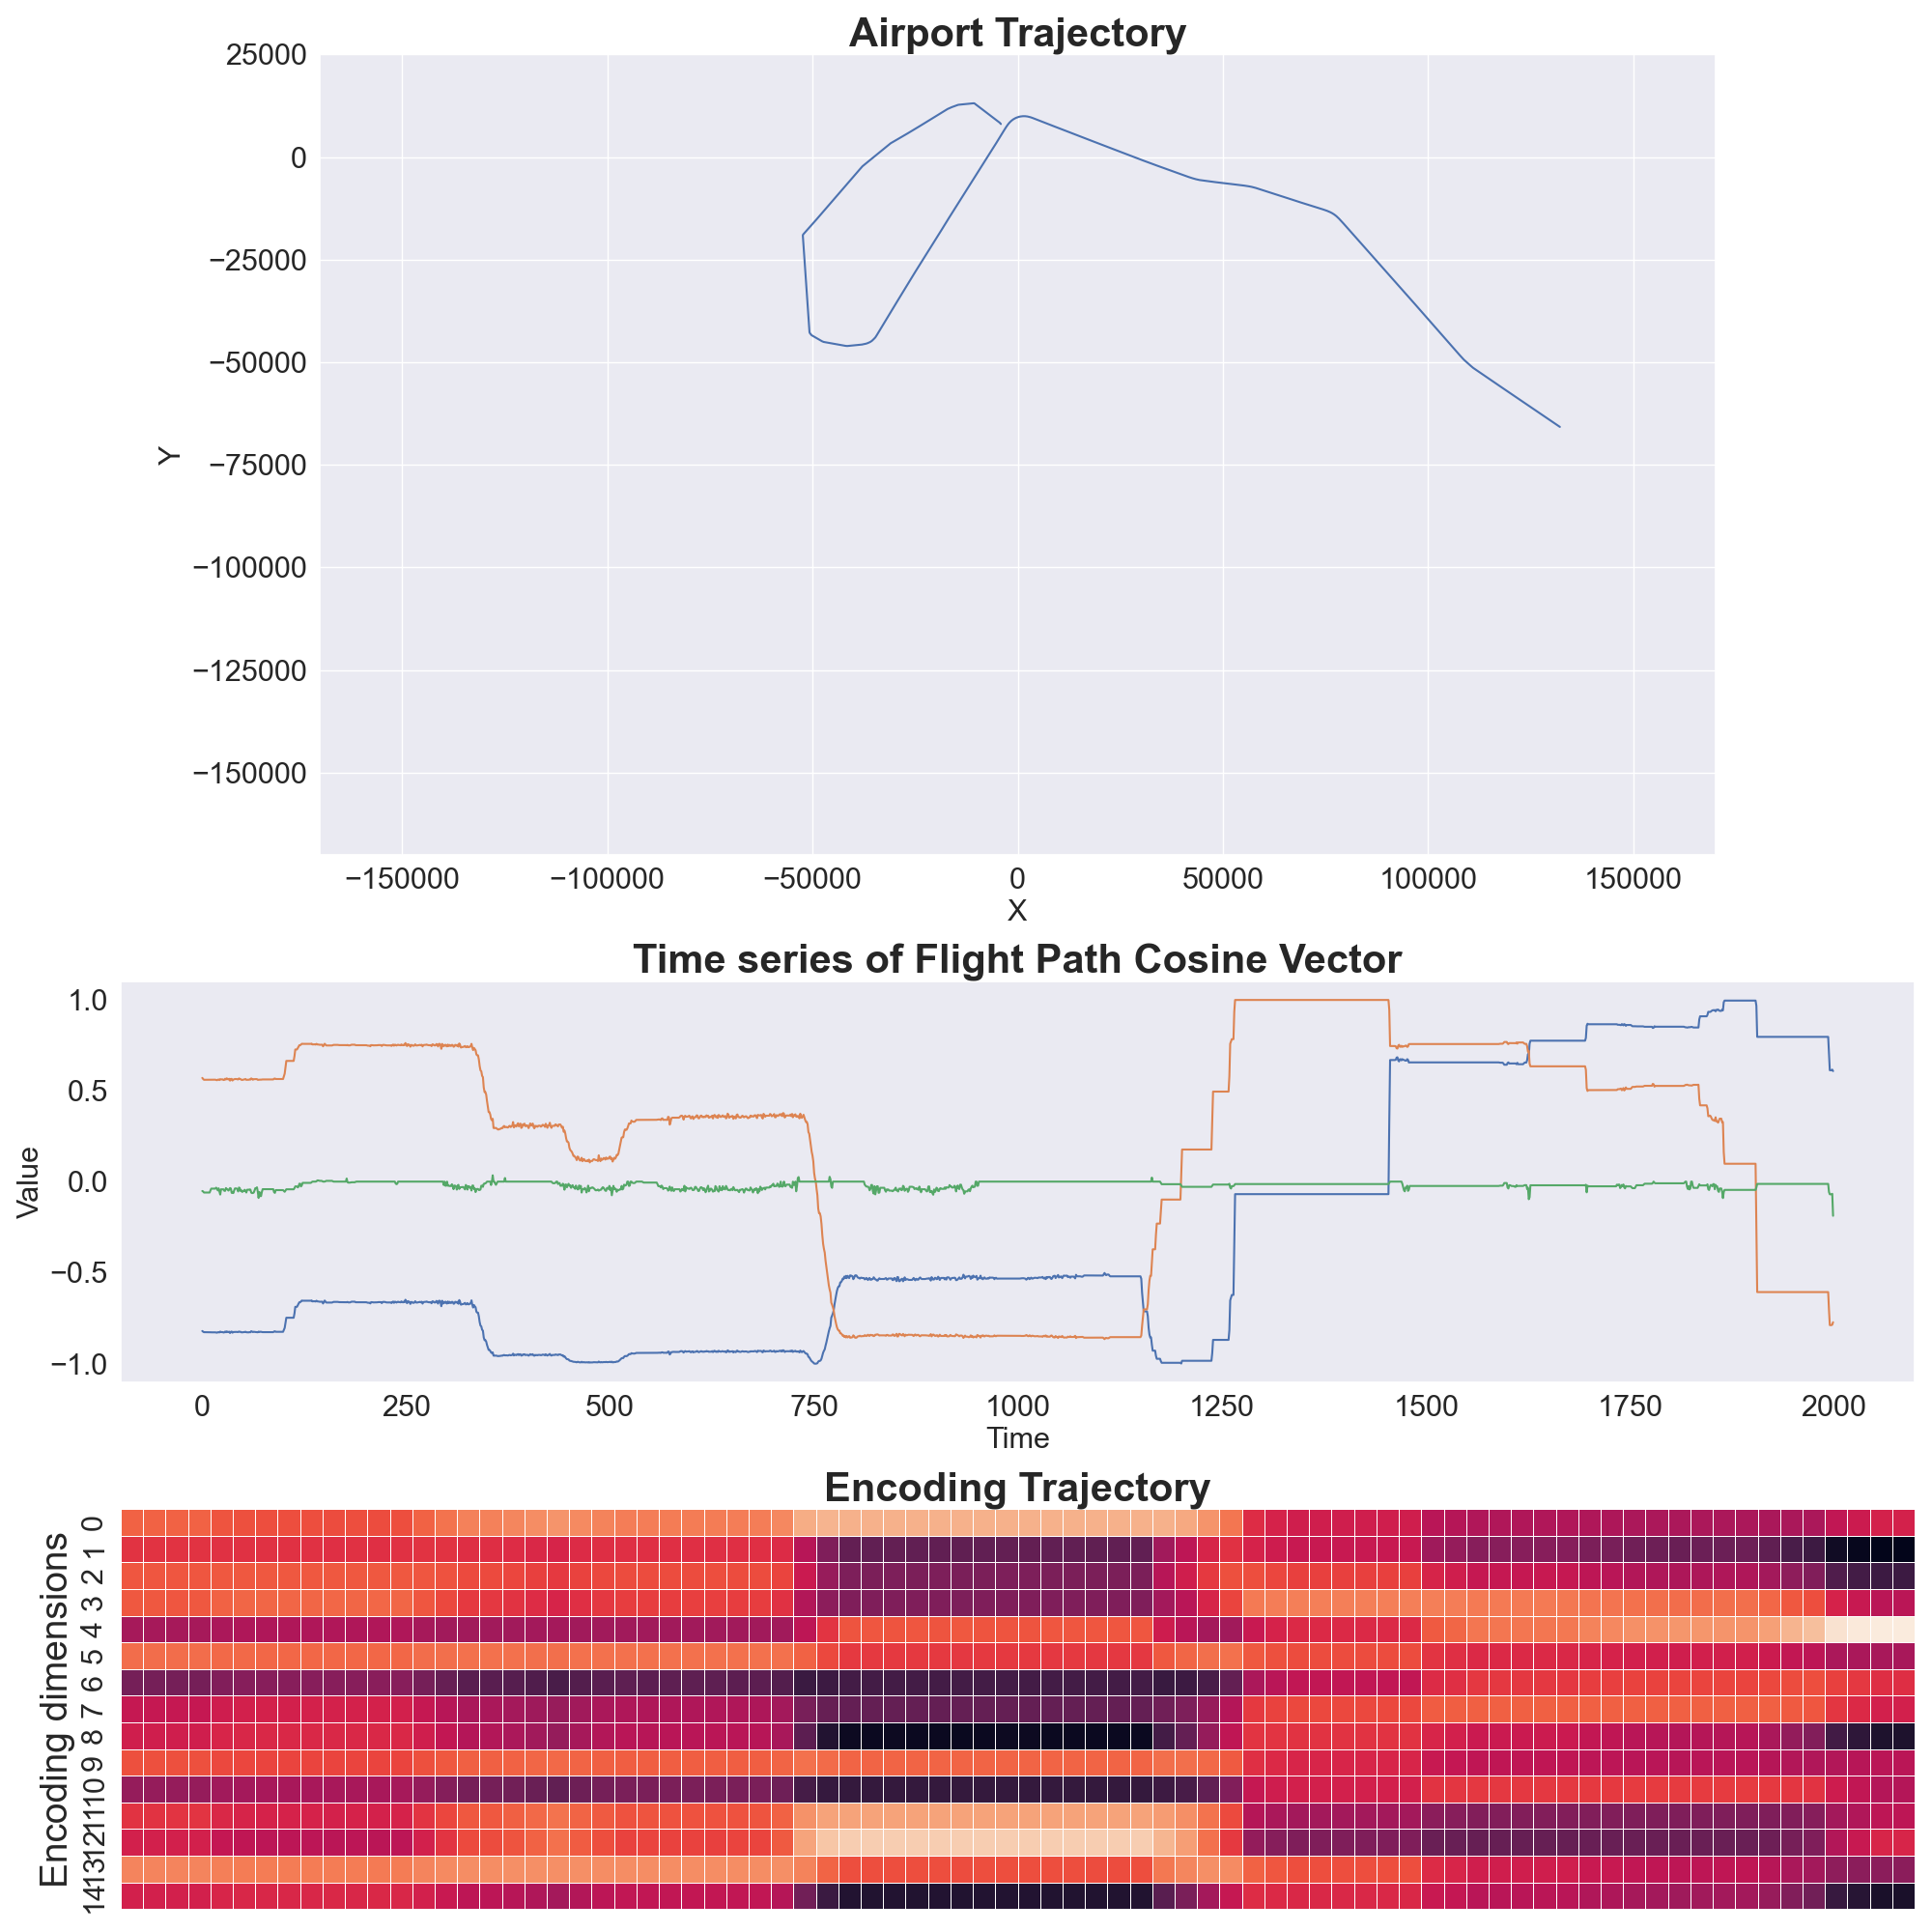 Airport Trajectory
25000
0
−25000
−50000
−75000
−100000
−125000
−150000
Y
−150000 −100000 −50000 0 50000 100000 150000
X
Time series of Flight Path Cosine Vector
1.0
0.5
0.0
−0.5
−1.0
Value
0 250 500 750 1000 1250 1500 1750 2000
Time
Encoding Trajectory
Encoding dimensions
0
1
2
3
4
5
6
7
8
9
10
11
12
13
14